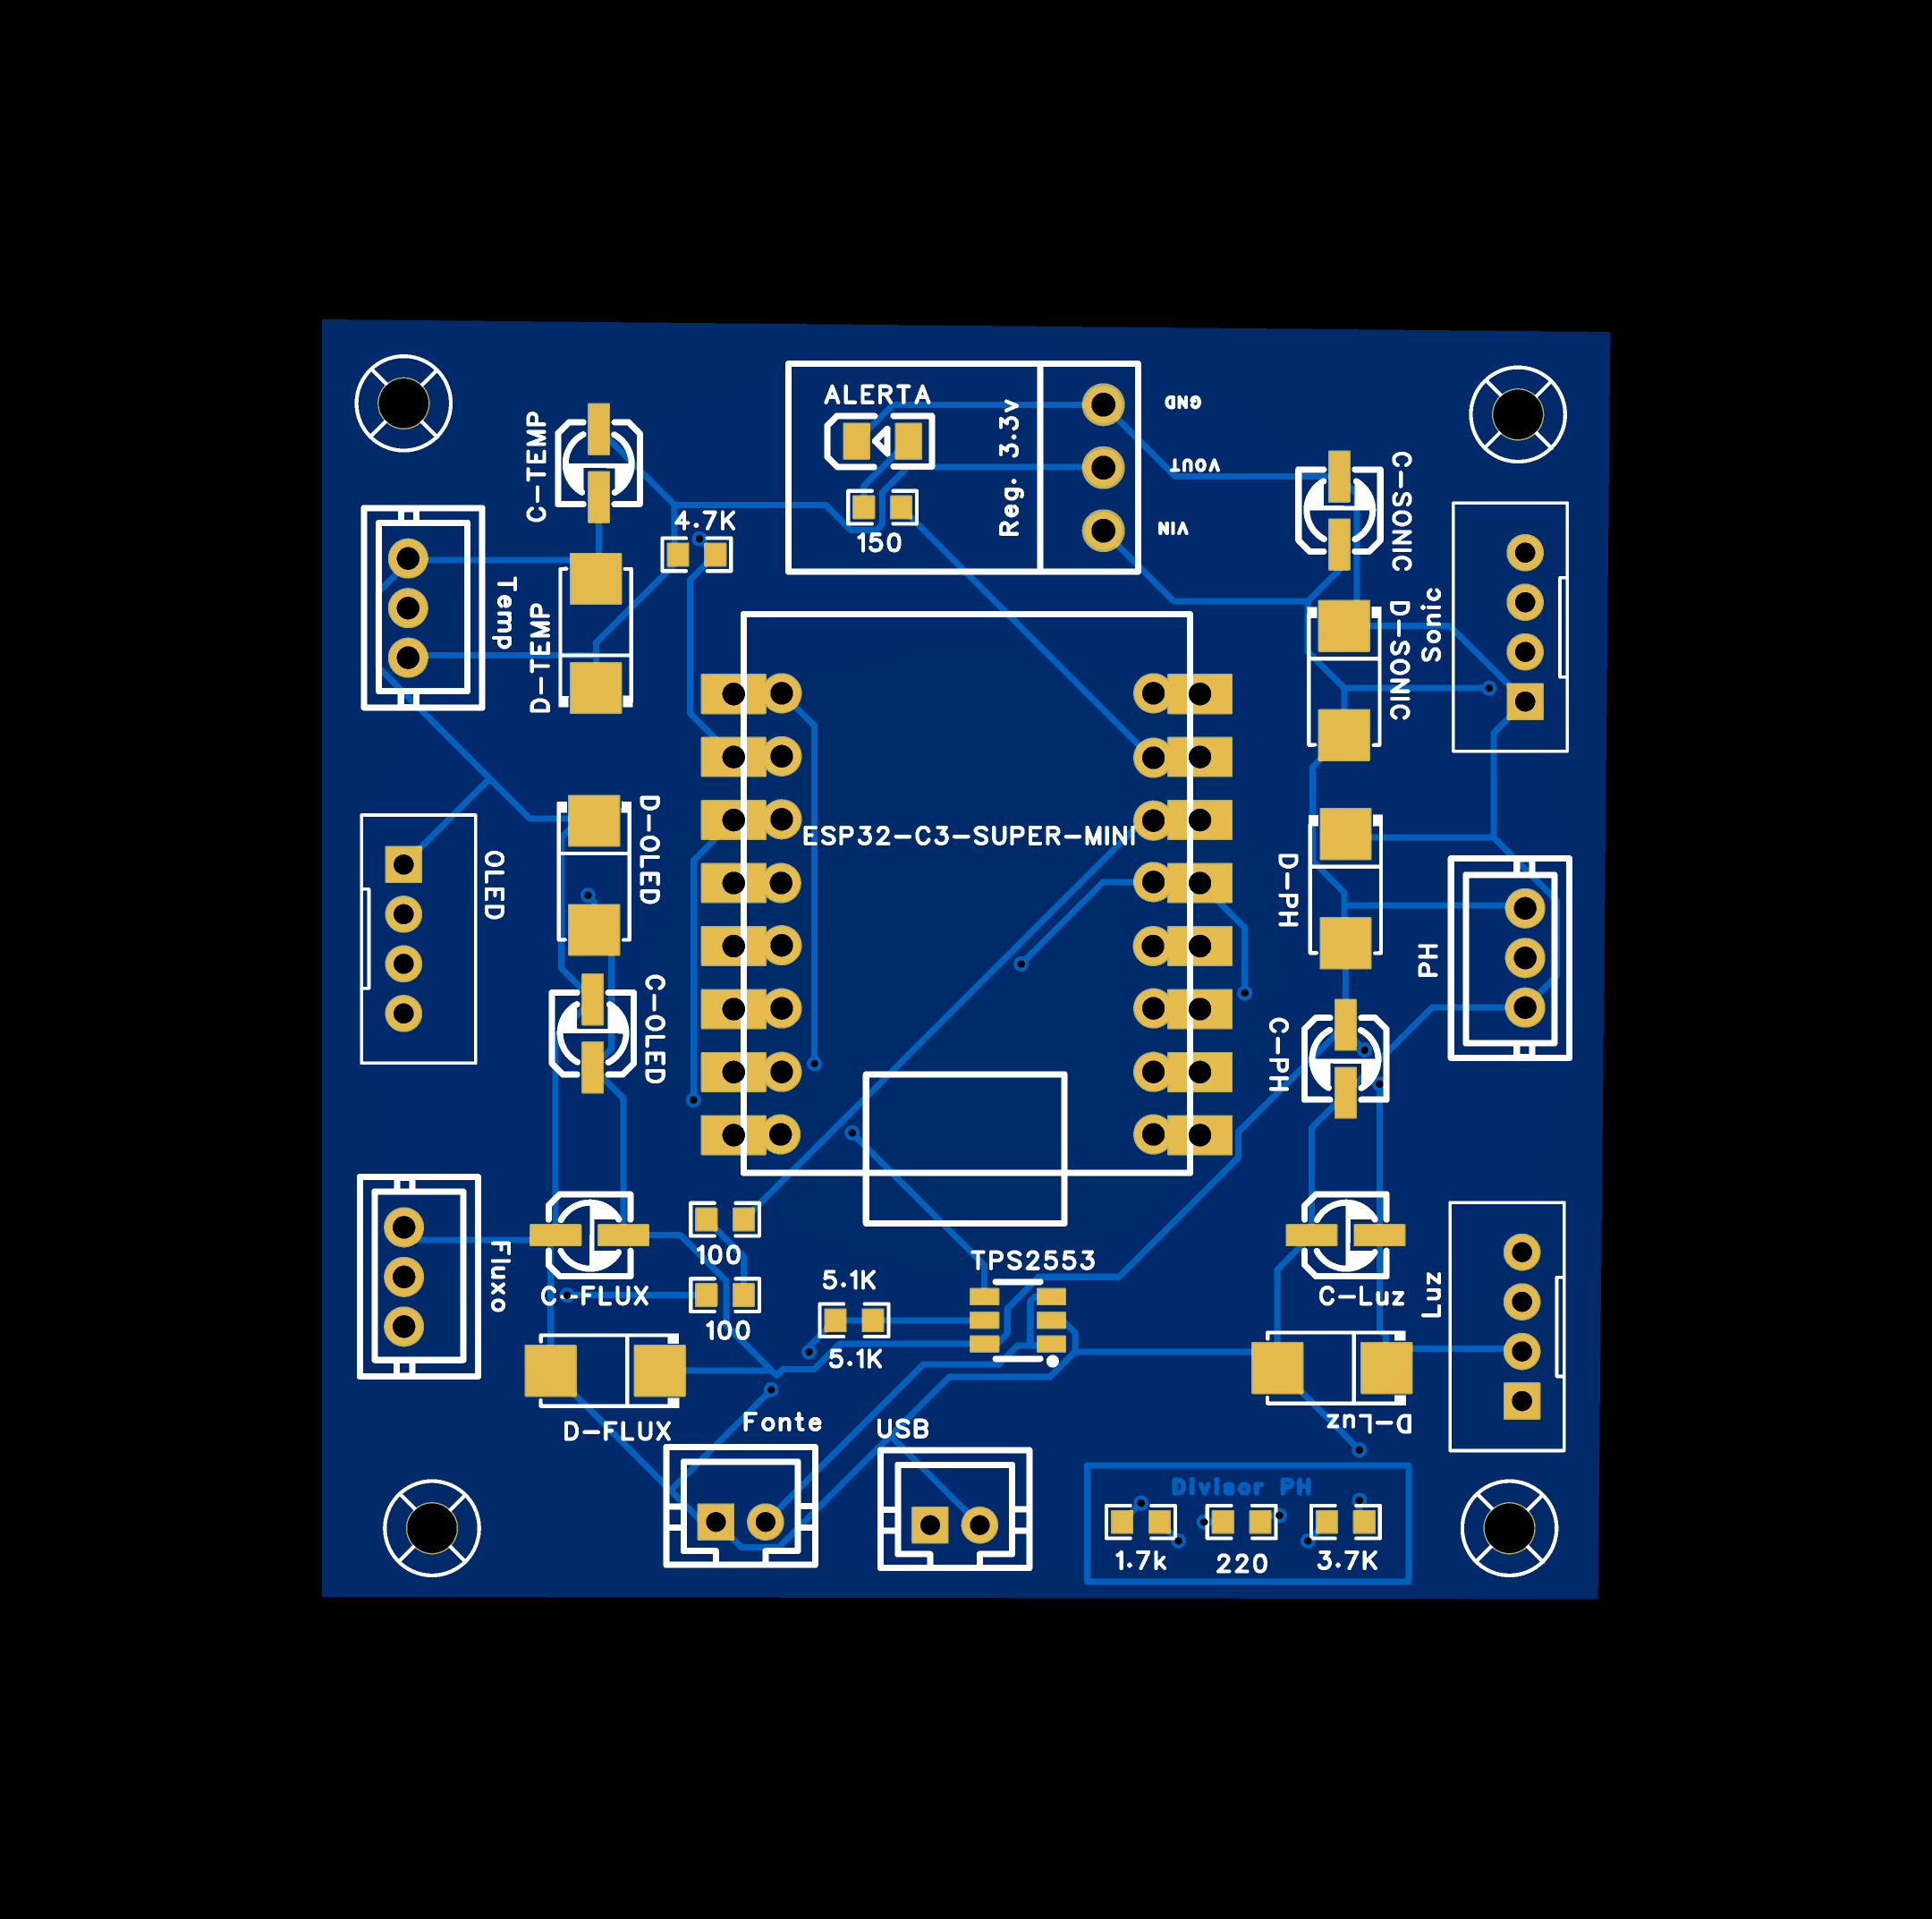 ALERTA
GND
C-TEMP
Reg. 3.3v
VOUT
C-SONIC
4.7K
150
VIN
Temp
D-TEMP
D-SONIC
Sonic
ESP32-C3-SUPER-MINI
D-OLED
OLED
D-PH
PH
C-OLED
C-PH
Fluxo
100
TPS2553
5.1K
C-FLUX
C-Luz
Luz
100
5.1K
D-FLUX
Fonte
USB
D-Luz
Divisor PH
1.7k
220
3.7K